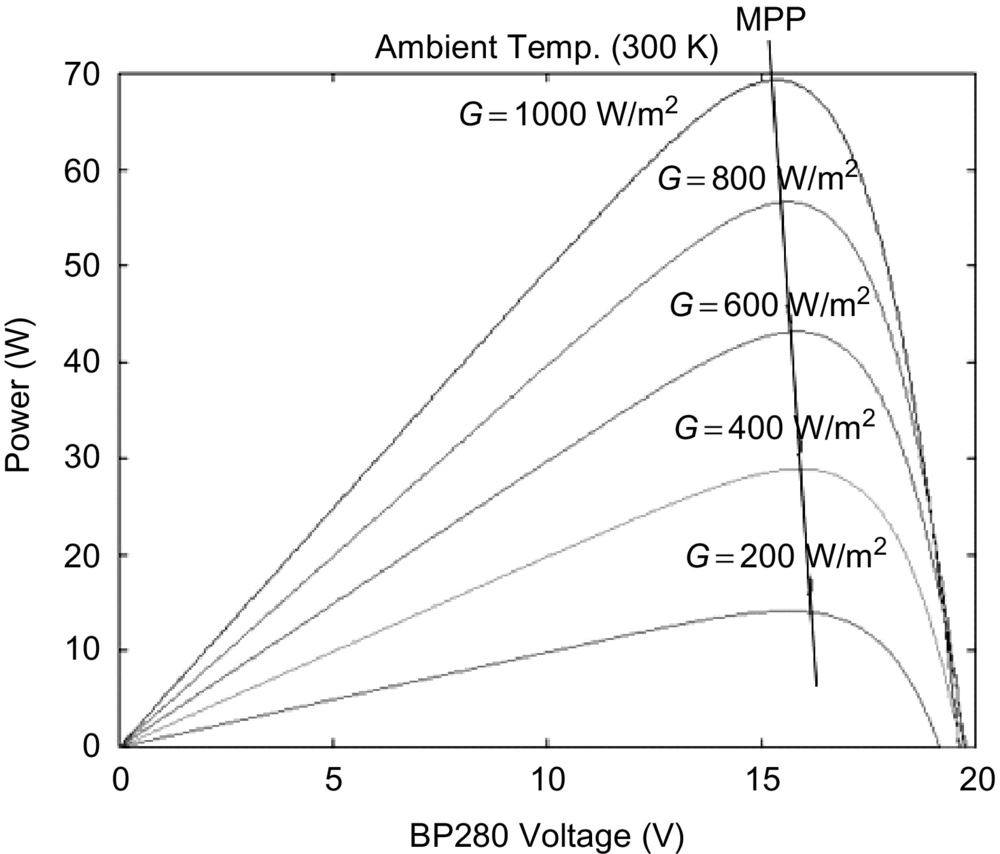 MPP
Ambient Temp. (300 K)
70
G = 1000 W/m²
60
G = 800 W/m²
50
G = 600 W/m²
40
G = 400 W/m²
30
G = 200 W/m²
20
10
0
Power (W)
0 5 10 15 20
BP280 Voltage (V)